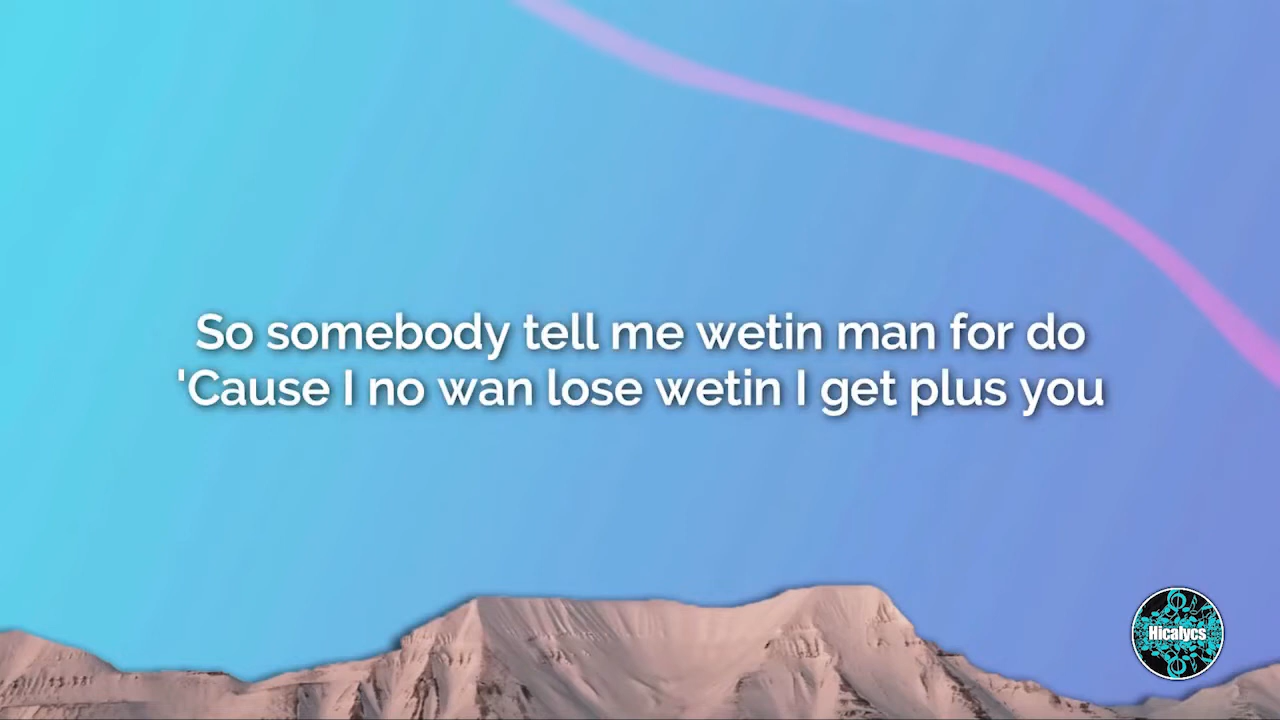 So somebody tell me wetin man for do
'Cause I no wan lose wetin I get plus you
Hicalycs